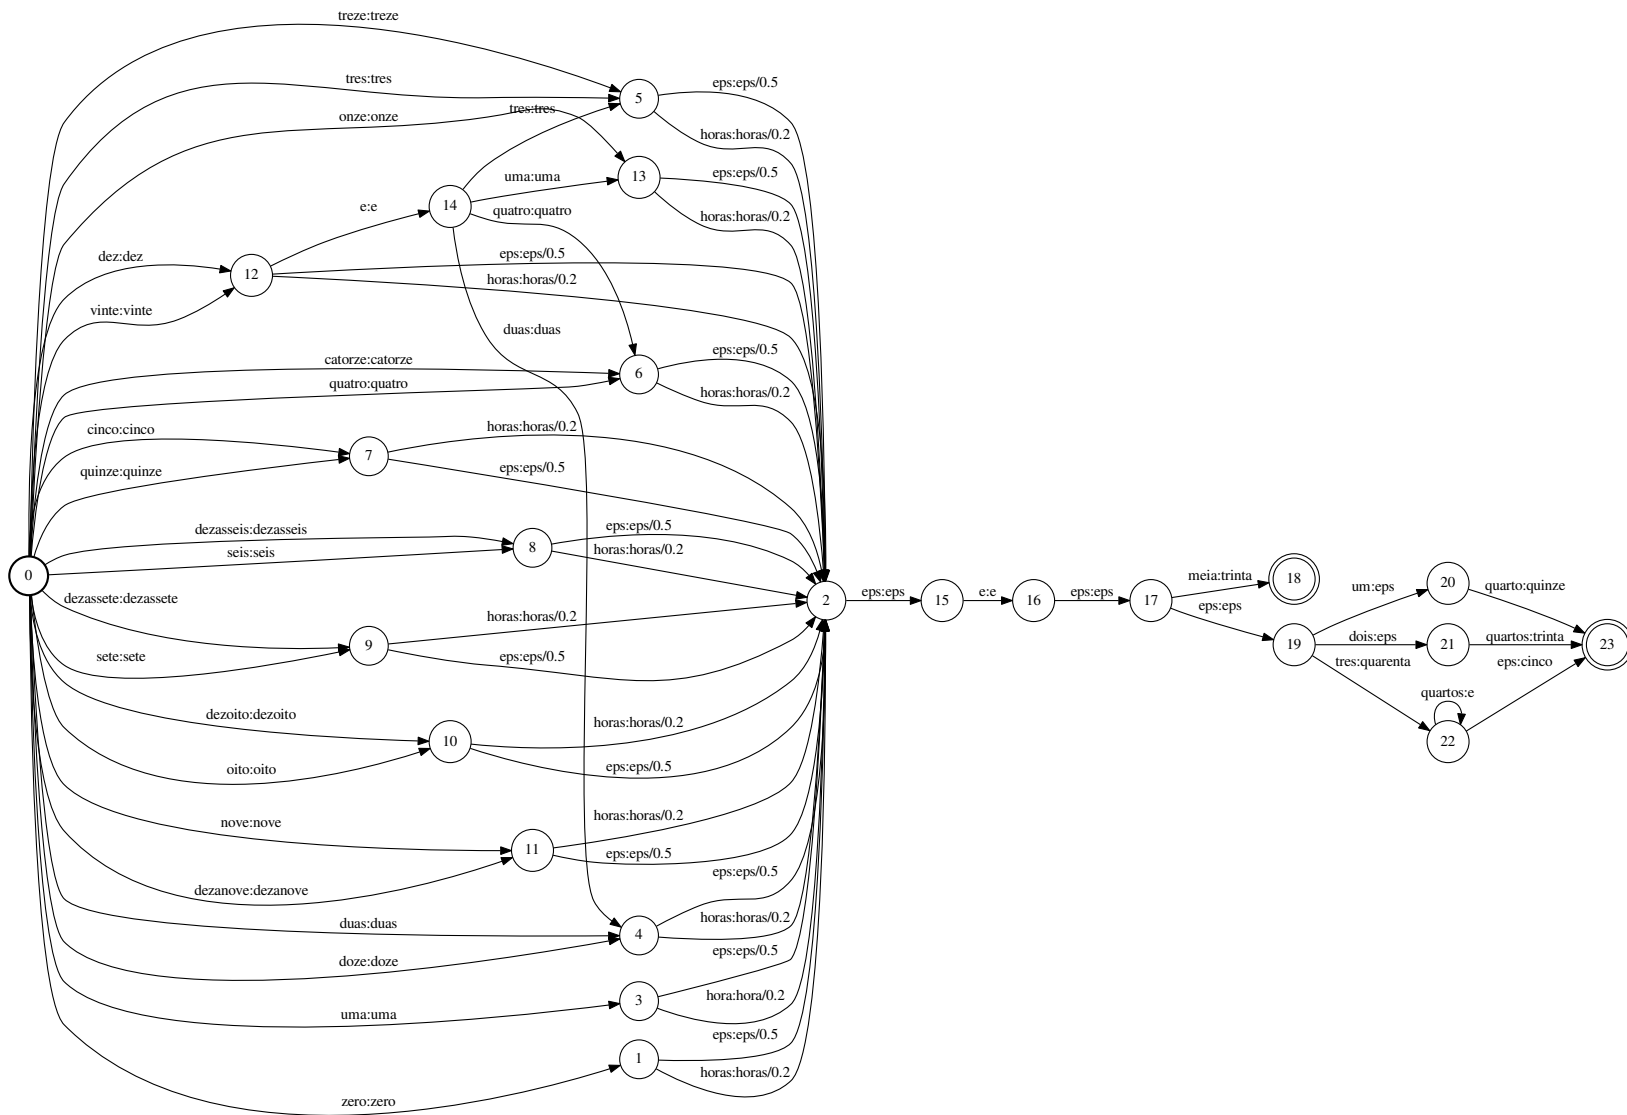 treze:treze
tres:tres
onze:onze
tres:tres
5
eps:eps/0.5
horas:horas/0.2
14
uma:uma
13
eps:eps/0.5
horas:horas/0.2
e:e
quatro:quatro
dez:dez
12
eps:eps/0.5
horas:horas/0.2
vinte:vinte
duas:duas
catorze:catorze
6
eps:eps/0.5
horas:horas/0.2
quatro:quatro
cinco:cinco
7
horas:horas/0.2
eps:eps/0.5
quinze:quinze
dezasseis:dezasseis
8
eps:eps/0.5
horas:horas/0.2
seis:seis
0
dezassete:dezassete
9
horas:horas/0.2
eps:eps/0.5
sete:sete
dezoito:dezoito
10
horas:horas/0.2
eps:eps/0.5
oito:oito
nove:nove
11
horas:horas/0.2
eps:eps/0.5
dezanove:dezanove
duas:duas
4
eps:eps/0.5
horas:horas/0.2
doze:doze
uma:uma
3
eps:eps/0.5
hora:hora/0.2
zero:zero
1
eps:eps/0.5
horas:horas/0.2
2
eps:eps
15
e:e
16
eps:eps
17
meia:trinta
18
eps:eps
19
um:eps
20
quarto:quinze
dois:eps
21
quartos:trinta
23
tres:quarenta
eps:cinco
quartos:e
22